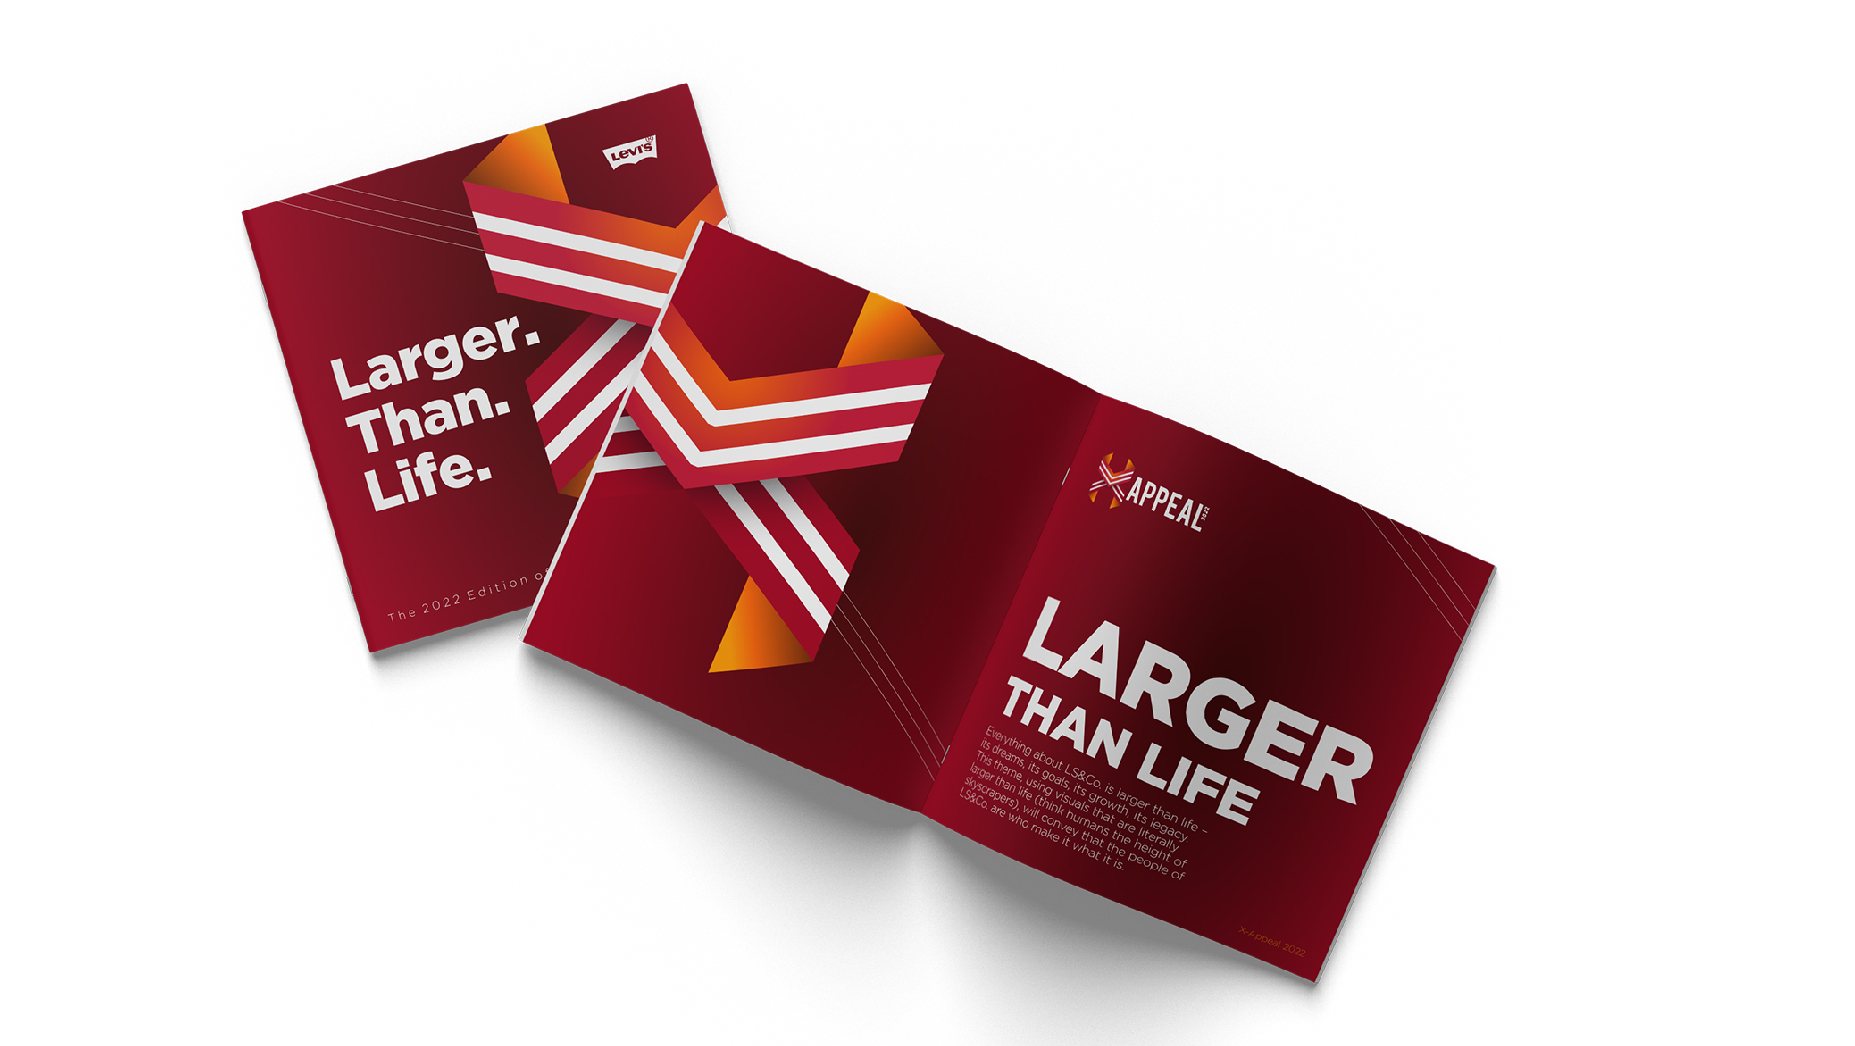 Levi's
Larger.
Than.
Life.
The 2022 Edition of
XAPPEAL
LARGER
THAN LIFE
Everything about LS&Co. is larger than life –
its dreams, its goals, its growth, its legacy.
This theme, using visuals that are literally
larger than life (think humans the height of
skyscrapers), will convey that the people of
LS&Co. are who make it what it is.
X-Appeal 2022